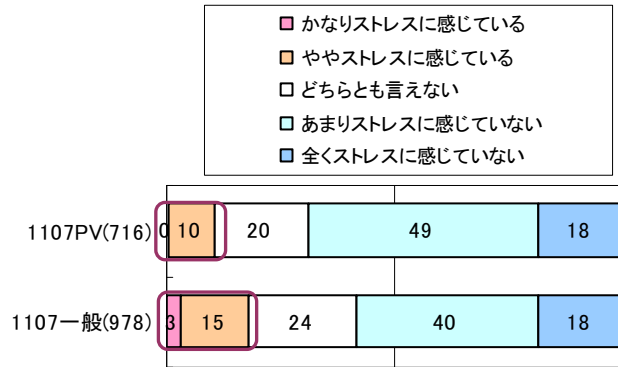 かなりストレスに感じている
ややストレスに感じている
どちらとも言えない
あまりストレスに感じていない
全くストレスに感じていない
1107PV(716) 0 10 20 49 18
1107一般(978) 3 15 24 40 18